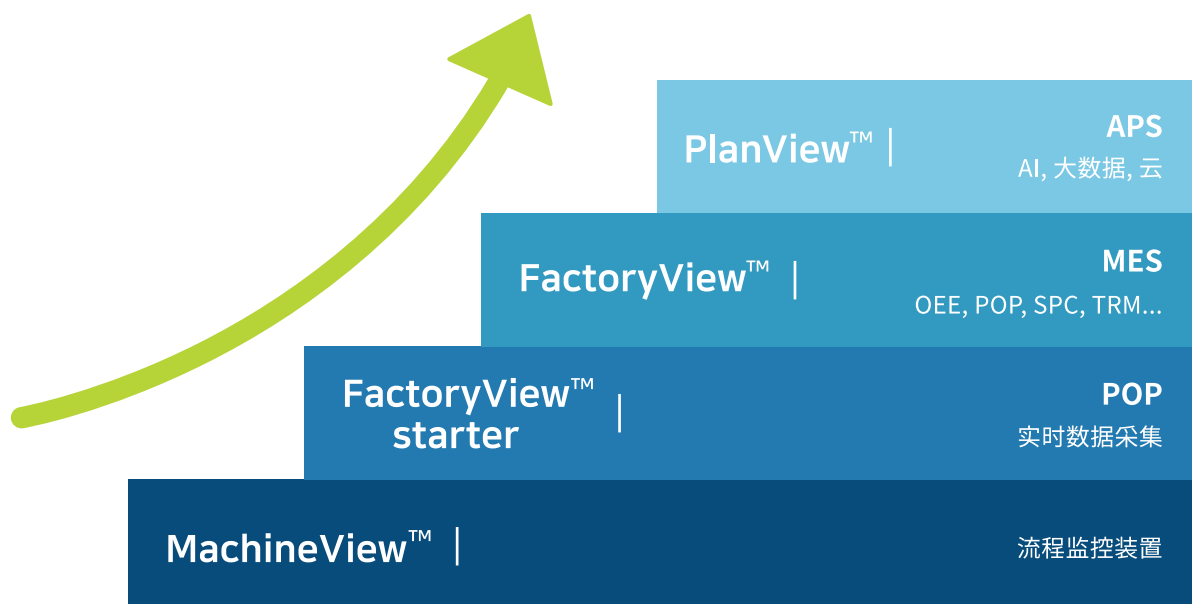 PlanView™ |
APS
AI, 大数据, 云
FactoryView™ |
MES
OEE, POP, SPC, TRM...
FactoryView™
starter |
POP
实时数据采集
MachineView™ |
流程监控装置